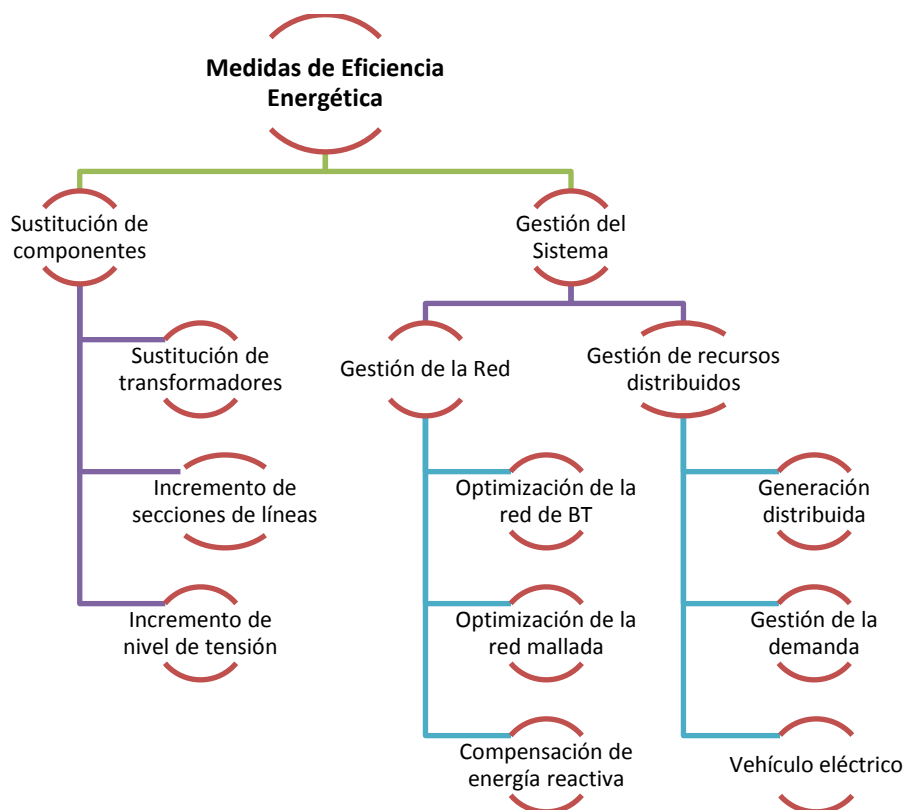 Medidas de Eficiencia
Energética
Sustitución de
componentes
Gestión del
Sistema
Sustitución de
transformadores
Gestión de la Red
Gestión de recursos
distribuidos
Incremento de
secciones de líneas
Optimización de la
red de BT
Generación
distribuida
Incremento de
nivel de tensión
Optimización de la
red mallada
Gestión de la
demanda
Compensación de
energía reactiva
Vehículo eléctrico